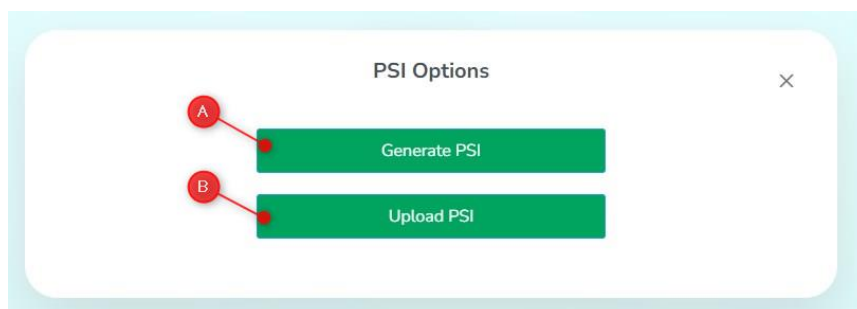 PSI Options
×
A
Generate PSI
B
Upload PSI